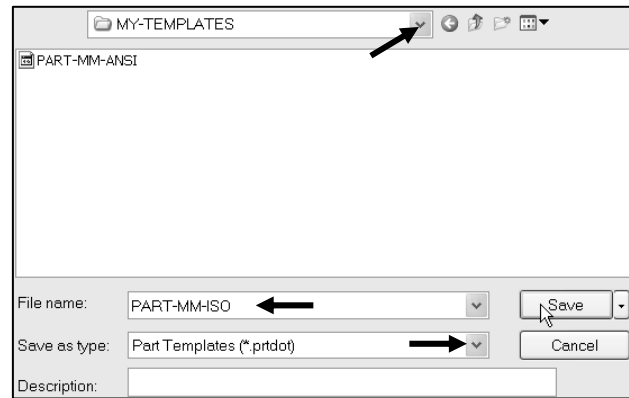 MY-TEMPLATES
PART-MM-ANSI
File name: PART-MM-ISO Save
Save as type: Part Templates (*.prtdot) Cancel
Description: